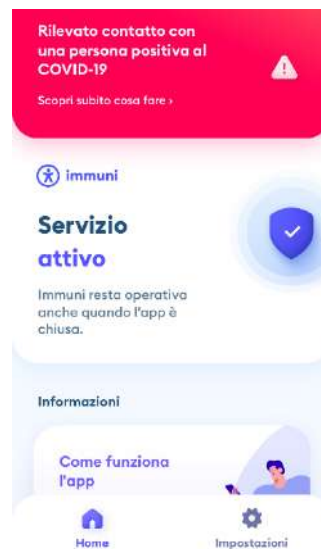 Rilevato contatto con
una persona positiva al
COVID-19
Scopri subito cosa fare ›
immuni
Servizio
attivo
Immuni resta operativa
anche quando l'app è
chiusa.
Informazioni
Come funziona
l'app
Home
Impostazioni